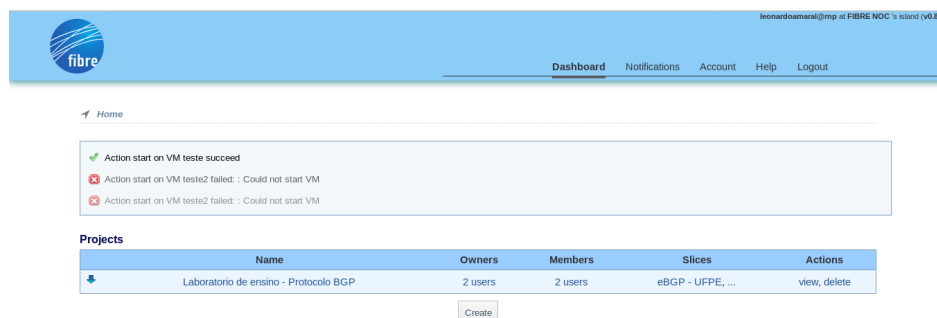 leonardoamaral@rnp at FIBRE NOC 's island (v0.8
fibre
Dashboard Notifications Account Help Logout
Home
Action start on VM teste succeed
Action start on VM teste2 failed: : Could not start VM
Action start on VM teste2 failed: : Could not start VM
Projects
Name Owners Members Slices Actions
Laboratorio de ensino - Protocolo BGP 2 users 2 users eBGP - UFPE, ... view, delete
Create